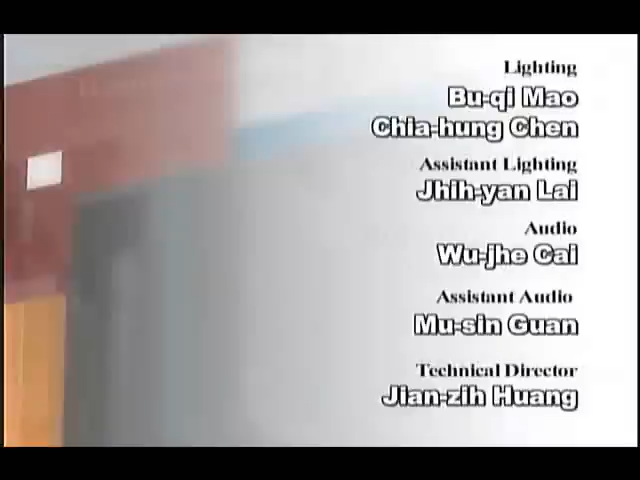 Lighting
Bu-qi Mao
Chia-hung Chen
Assistant Lighting
Jhih-yan Lai
Audio
Wu-jhe Cai
Assistant Audio
Mu-sin Guan
Technical Director
Jian-zih Huang